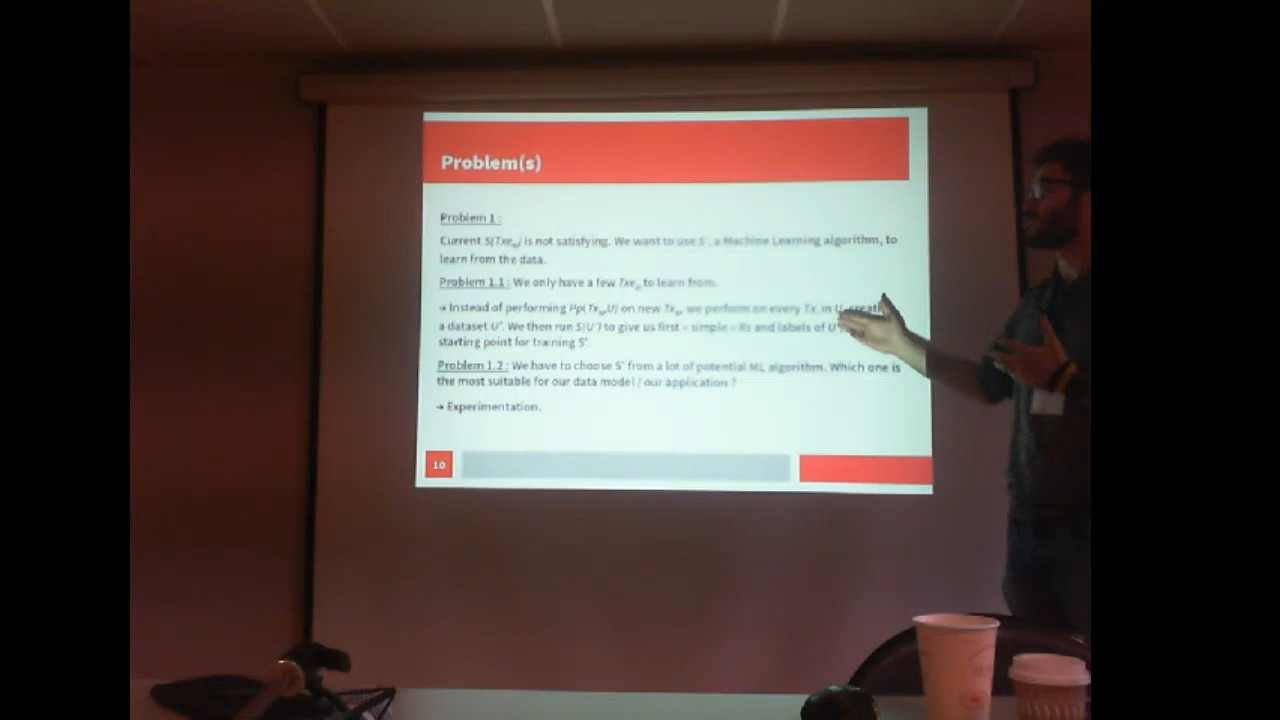 Problem(s)
Problem 1 :
Current S(Txe is not satisfying. We want to use S', a Machine Learning algorithm, to
learn from the data.
Problem 1.1 : We only have a few Txe to learn from.
→ Instead of performing Pp(Tx ,U) on new Tx , we perform on every Tx in U,
a dataset U'. We then run S(U') to give us first « simple » Rs and labels of U'
starting point for training S'.
Problem 1.2 : We have to choose S' from a lot of potential ML algorithm. Which one is
the most suitable for our data model / our application ?
→ Experimentation.
10